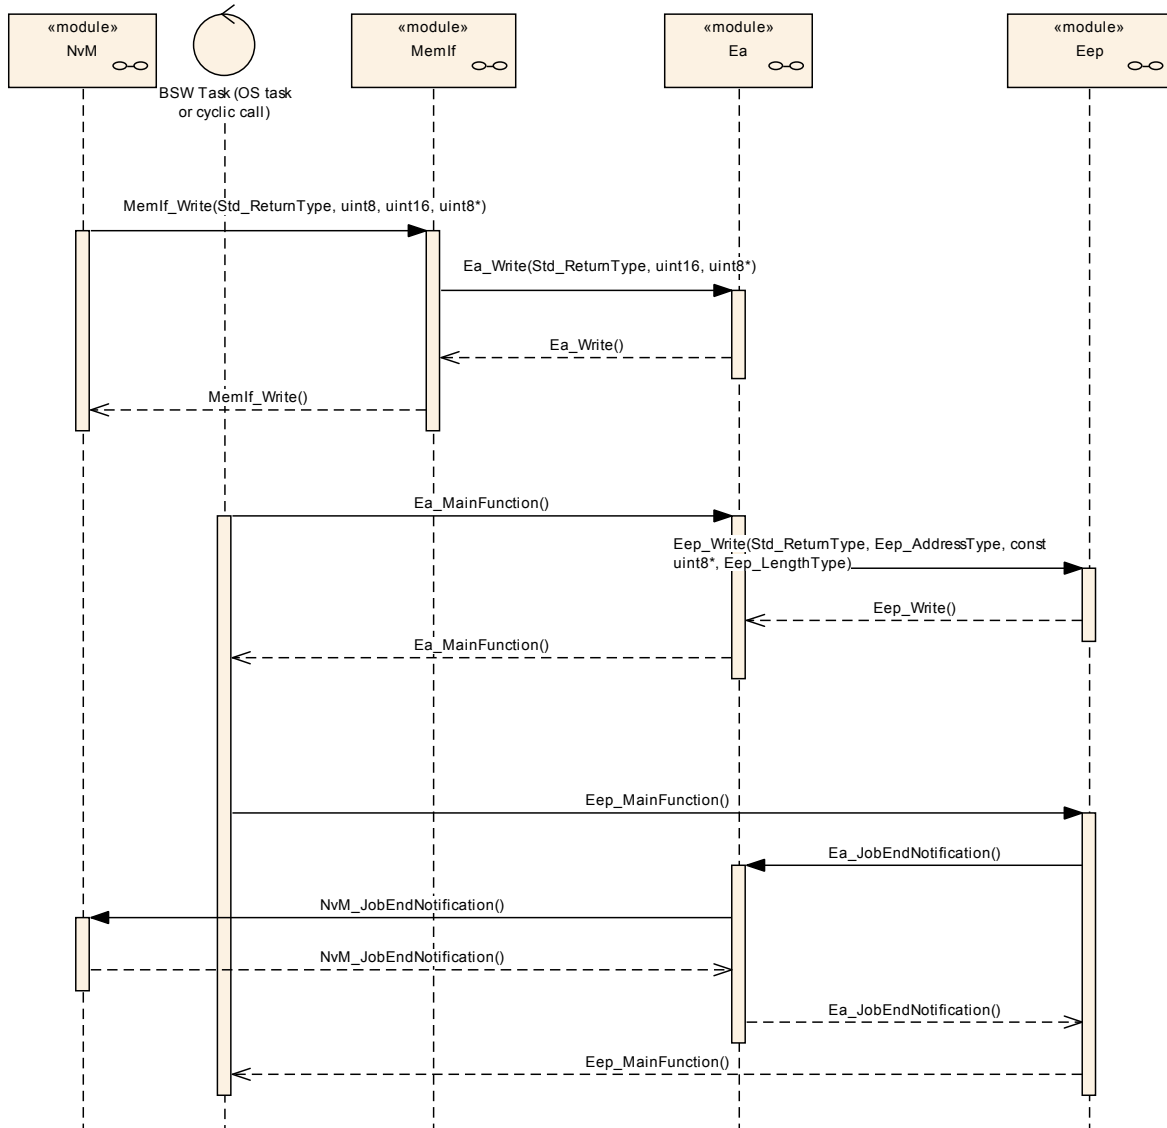 «module»
NvM
«module»
MemIf
«module»
Ea
«module»
Eep
BSW Task (OS task
or cyclic call)
MemIf_Write(Std_ReturnType, uint8, uint16, uint8*)
Ea_Write(Std_ReturnType, uint16, uint8*)
Ea_Write()
MemIf_Write()
Ea_MainFunction()
Eep_Write(Std_ReturnType, Eep_AddressType, const
uint8*, Eep_LengthType)
Eep_Write()
Ea_MainFunction()
Eep_MainFunction()
Ea_JobEndNotification()
NvM_JobEndNotification()
NvM_JobEndNotification()
Ea_JobEndNotification()
Eep_MainFunction()